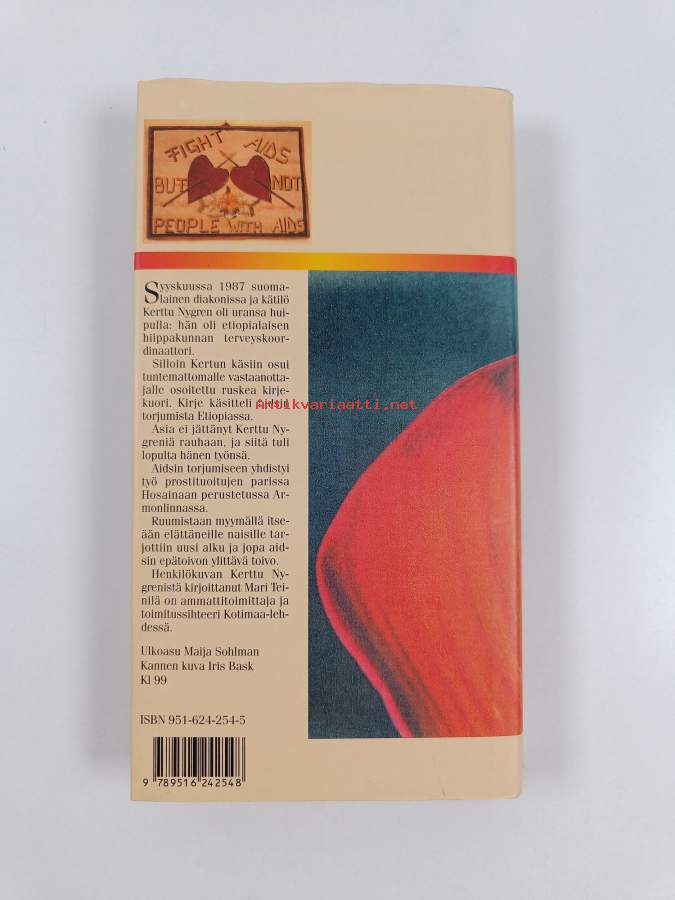 FIGHT AIDS
BUT NOT
PEOPLE WITH AIDS
Syyskuussa 1987 suoma-
lainen diakonissa ja kätilö
Kerttu Nygren oli uransa hui-
pulla: hän oli etiopialaisen
hiippakunnan terveyskoor-
dinaattori.
Silloin Kertun käsiin osui
tuntemattomalle vastaanotta-
jalle osoitettu ruskea kirje-
kuori. Kirje käsitteli aidsin
torjumista Etiopiassa.
Antikvariaatti.net
Asia ei jättänyt Kerttu Ny-
greniä rauhaan, ja siitä tuli
lopulta hänen työnsä.
Aidsin torjumiseen yhdistyi
työ prostituoitujen parissa
Hosainaan perustetussa Ar-
monlinnassa.
Ruumistaan myymällä itse-
ään elättäneille naisille tar-
jottiin uusi alku ja jopa aid-
sin epätoivon ylittävä toivo.
Henkilökuvan Kerttu Ny-
grenistä kirjoittanut Mari Tei-
nilä on ammattitoimittaja ja
toimitussihteeri Kotimaa-leh-
dessä.
Ulkoasu Maija Sohlman
Kannen kuva Iris Bask
Kl 99
ISBN 951-624-254-5
9 789516 242548